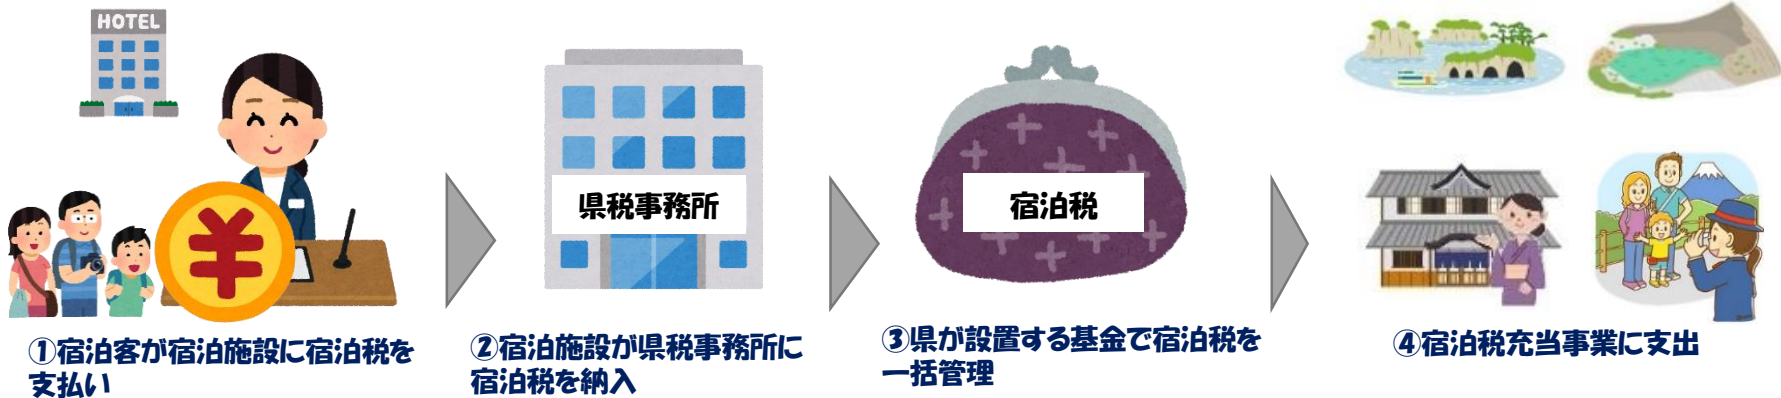 HOTEL
県税事務所
宿泊税
①宿泊客が宿泊施設に宿泊税を
支払い
②宿泊施設が県税事務所に
宿泊税を納入
③県が設置する基金で宿泊税を
一括管理
④宿泊税充当事業に支出